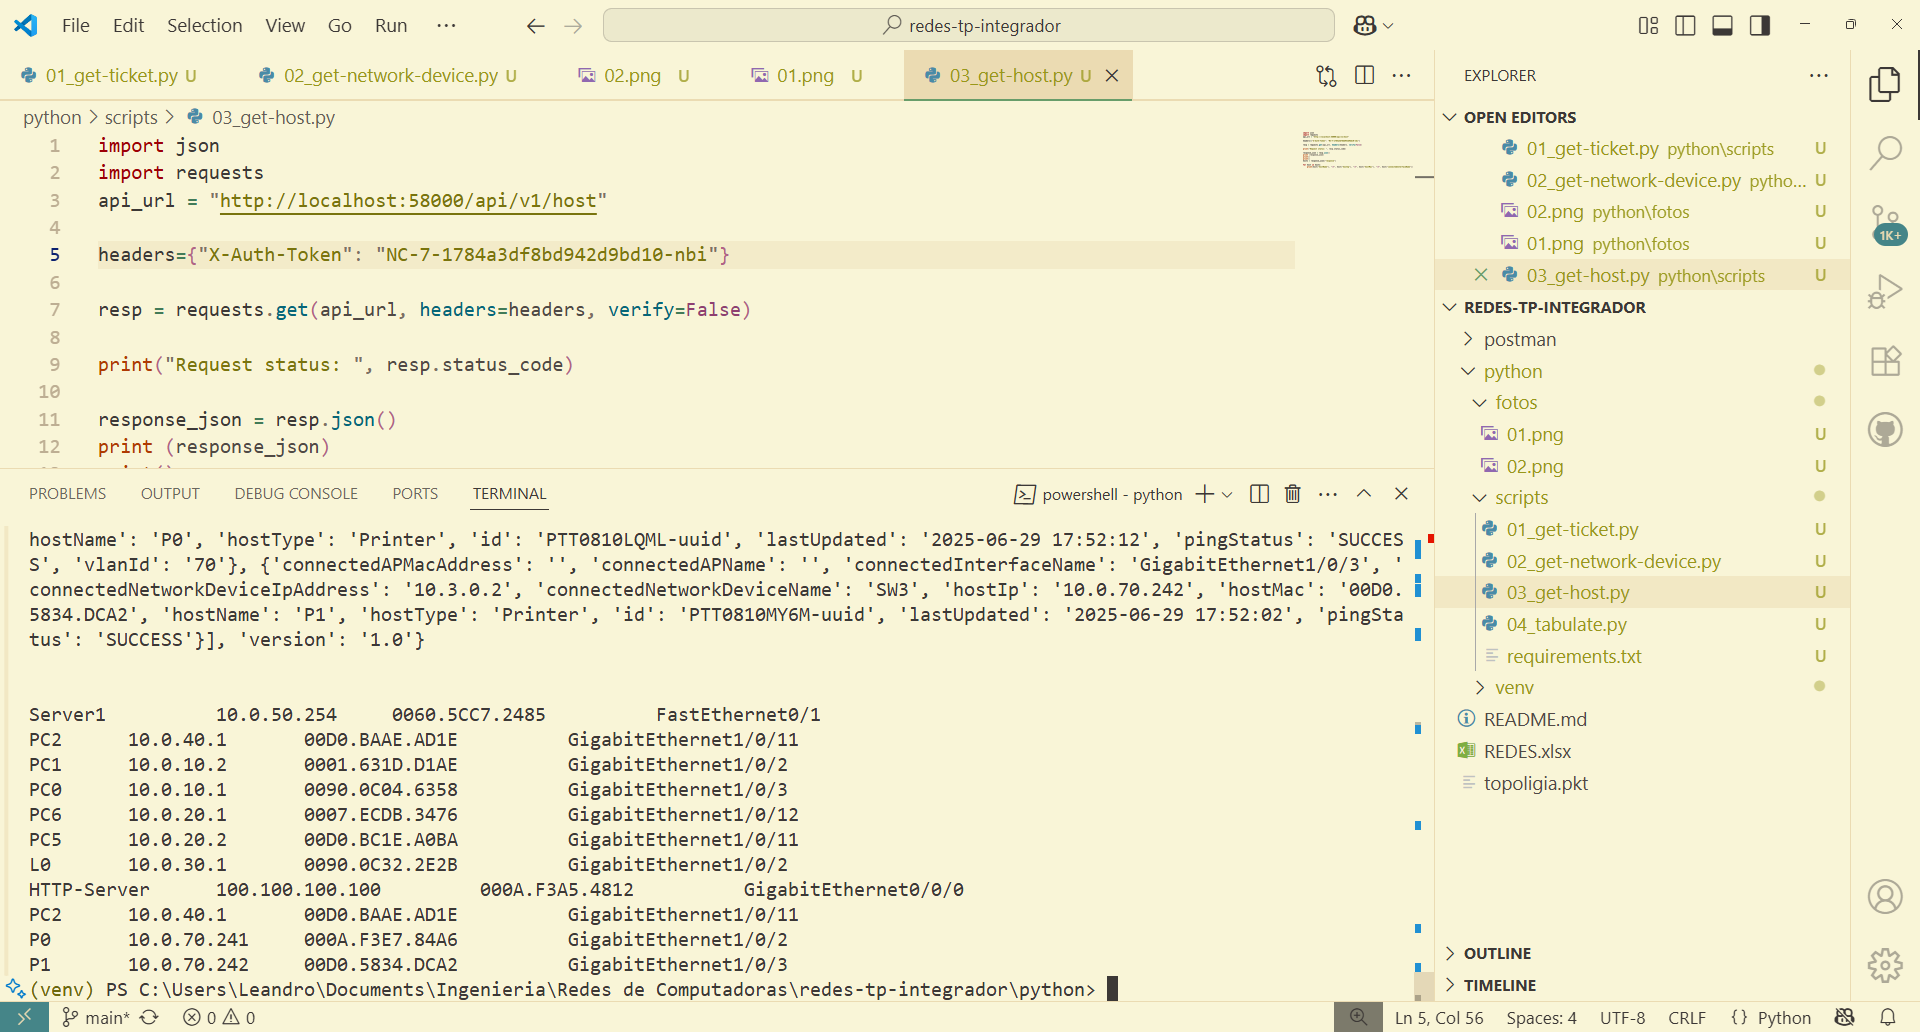 File Edit Selection View Go Run ··· redes-tp-integrador
01_get-ticket.py U 02_get-network-device.py U 02.png U 01.png U 03_get-host.py U
python > scripts > 03_get-host.py
1 import json
2 import requests
3 api_url = "http://localhost:58000/api/v1/host"
4
5 headers={"X-Auth-Token": "NC-7-1784a3df8bd942d9bd10-nbi"}
6
7 resp = requests.get(api_url, headers=headers, verify=False)
8
9 print("Request status: ", resp.status_code)
10
11 response_json = resp.json()
12 print (response_json)
PROBLEMS OUTPUT DEBUG CONSOLE PORTS TERMINAL powershell - python
hostName': 'P0', 'hostType': 'Printer', 'id': 'PTT0810LQML-uuid', 'lastUpdated': '2025-06-29 17:52:12', 'pingStatus': 'SUCCES
S', 'vlanId': '70'}, {'connectedAPMacAddress': '', 'connectedAPName': '', 'connectedInterfaceName': 'GigabitEthernet1/0/3', '
connectedNetworkDeviceIpAddress': '10.3.0.2', 'connectedNetworkDeviceName': 'SW3', 'hostIp': '10.0.70.242', 'hostMac': '00D0.
5834.DCA2', 'hostName': 'P1', 'hostType': 'Printer', 'id': 'PTT0810MY6M-uuid', 'lastUpdated': '2025-06-29 17:52:02', 'pingSta
tus': 'SUCCESS'}], 'version': '1.0'}
Server1 10.0.50.254 0060.5CC7.2485 FastEthernet0/1
PC2 10.0.40.1 00D0.BAAE.AD1E GigabitEthernet1/0/11
PC1 10.0.10.2 0001.631D.D1AE GigabitEthernet1/0/2
PC0 10.0.10.1 0090.0C04.6358 GigabitEthernet1/0/3
PC6 10.0.20.1 0007.ECDB.3476 GigabitEthernet1/0/12
PC5 10.0.20.2 00D0.BC1E.A0BA GigabitEthernet1/0/11
L0 10.0.30.1 0090.0C32.2E2B GigabitEthernet1/0/2
HTTP-Server 100.100.100.100 000A.F3A5.4812 GigabitEthernet0/0/0
PC2 10.0.40.1 00D0.BAAE.AD1E GigabitEthernet1/0/11
P0 10.0.70.241 000A.F3E7.84A6 GigabitEthernet1/0/2
P1 10.0.70.242 00D0.5834.DCA2 GigabitEthernet1/0/3
(venv) PS C:\Users\Leandro\Documents\Ingenieria\Redes de Computadoras\redes-tp-integrador\python>
EXPLORER
OPEN EDITORS
01_get-ticket.py python\scripts U
02_get-network-device.py pytho... U
02.png python\fotos U
01.png python\fotos U
03_get-host.py python\scripts U
REDES-TP-INTEGRADOR
postman
python
fotos
01.png U
02.png U
scripts
01_get-ticket.py U
02_get-network-device.py U
03_get-host.py U
04_tabulate.py U
requirements.txt U
venv
README.md
REDES.xlsx
topoligia.pkt
OUTLINE
TIMELINE
1K+
main* 0 0 Ln 5, Col 56 Spaces: 4 UTF-8 CRLF {} Python